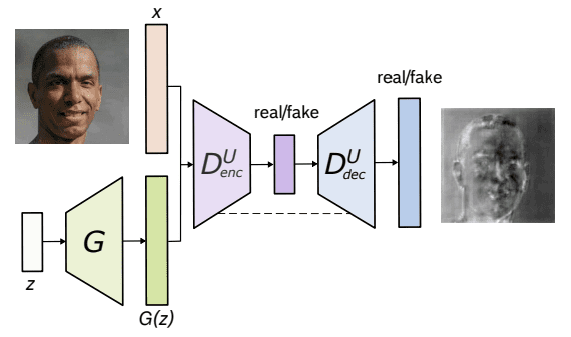 x
real/fake
real/fake
D^U_enc
D^U_dec
G
z
G(z)